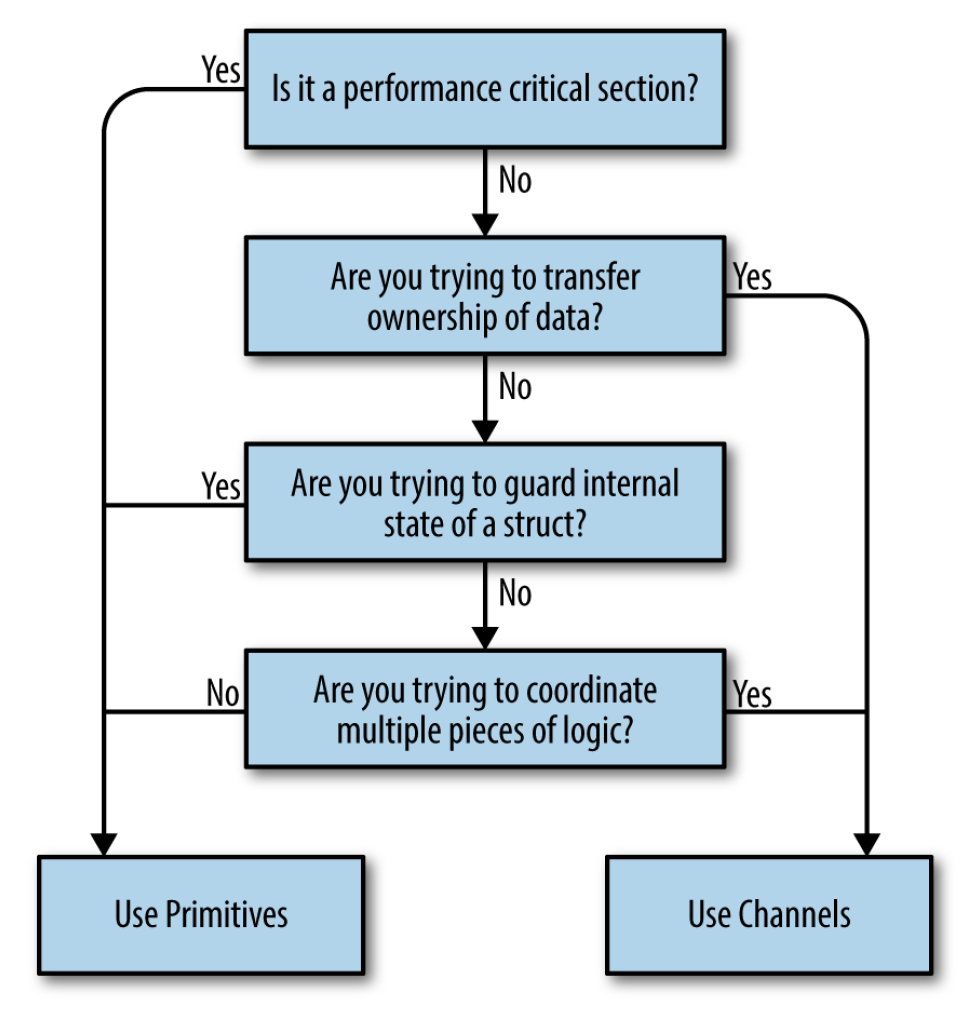 Yes
Is it a performance critical section?
No
Are you trying to transfer
ownership of data?
Yes
No
Yes
Are you trying to guard internal
state of a struct?
No
No
Are you trying to coordinate
multiple pieces of logic?
Yes
Use Primitives
Use Channels